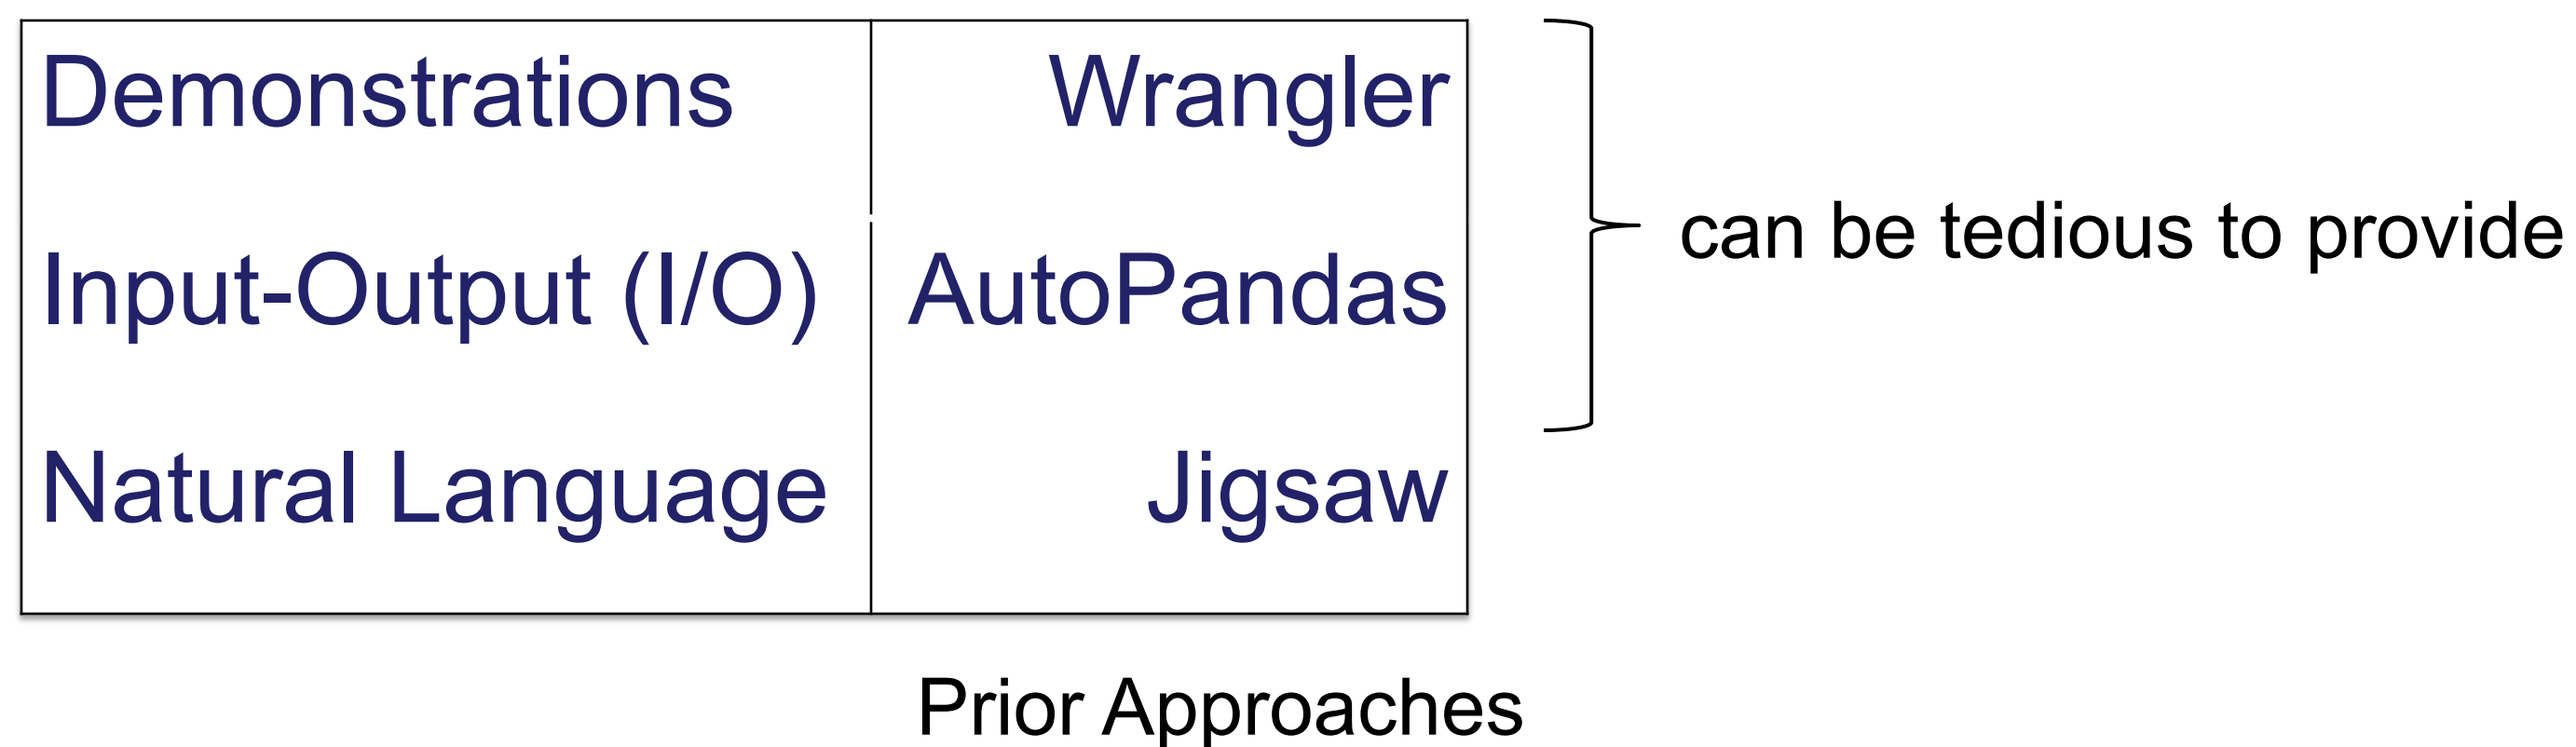 Demonstrations Wrangler
can be tedious to provide
Input-Output (I/O) AutoPandas
Natural Language Jigsaw
Prior Approaches